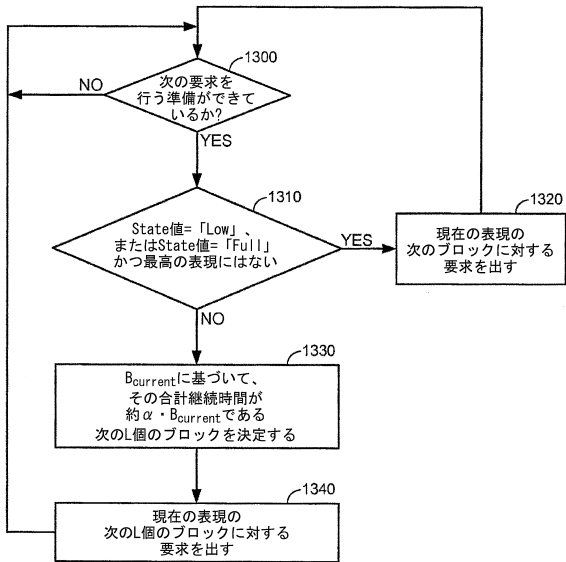 1300
次の要求を
行う準備ができて
いるか?
NO
YES
1310
State値=「Low」、
またはState値=「Full」
かつ最高の表現にはない
YES
1320
現在の表現の
次のブロックに対する
要求を出す
NO
1330
Bcurrentに基づいて、
その合計継続時間が
約α・Bcurrentである
次のL個のブロックを決定する
1340
現在の表現の
次のL個のブロックに対する
要求を出す